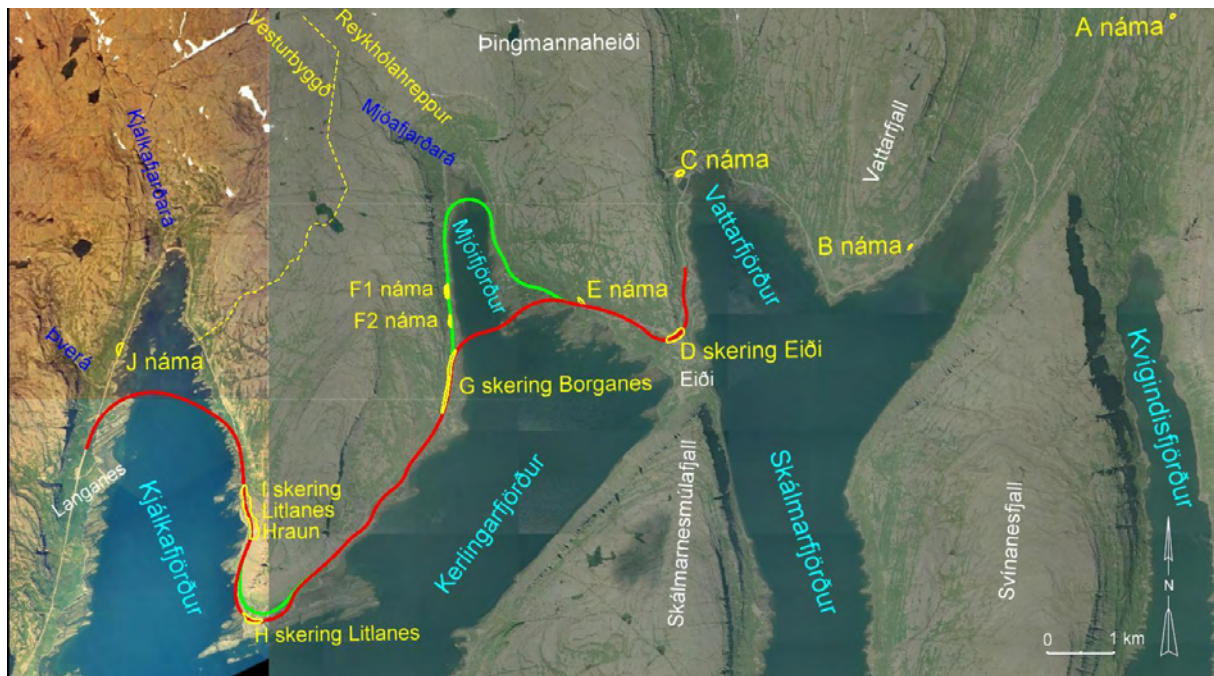 A náma
Vesturbyggð
Reykhólahreppur
Þingmannaheiði
Kjálkafjarðará
Mjóafjarðará
C náma
Vattarfjall
Vattarfjörður
B náma
Mjóifjörður
F1 náma
E náma
F2 náma
Þverá
J náma
D skering Eiði
Eiði
G skering Borganes
Kvígindisfjörður
Langanes
I skering
Litlanes
Hraun
Kjálkafjörður
Kerlingarfjörður
Skálmarnesmúlafjall
Skálmarfjörður
Svínanesfjall
N
H skering Litlanes
0 1 km